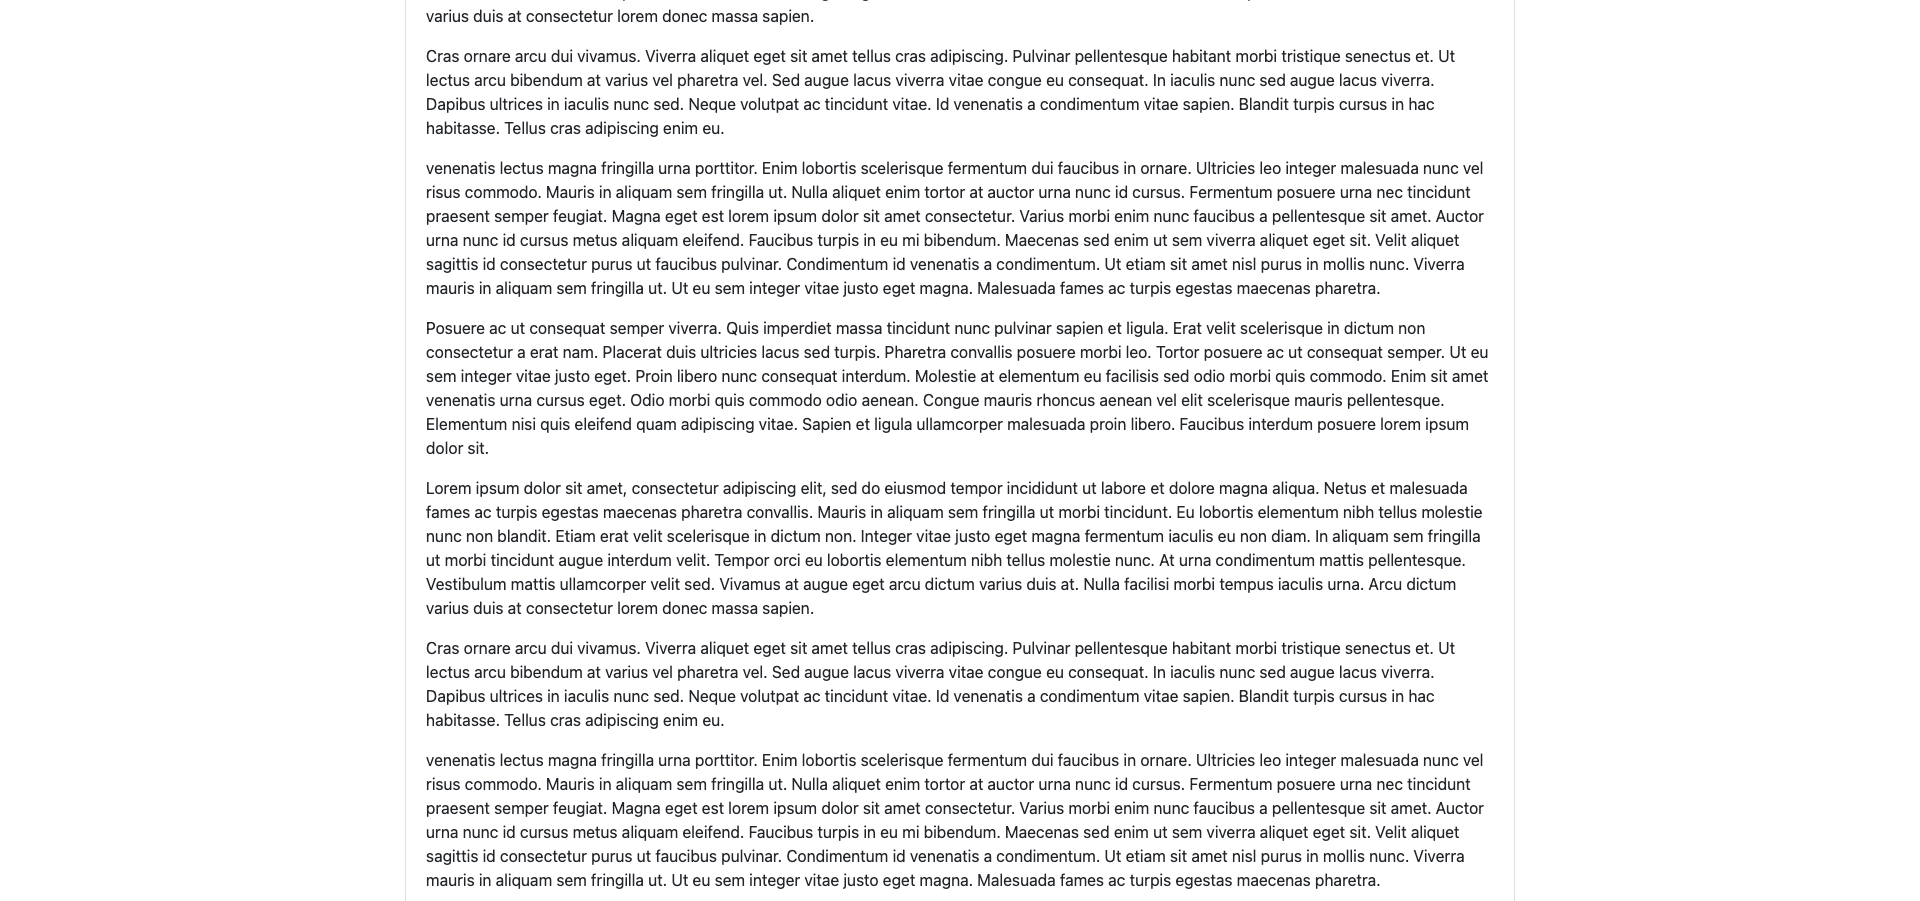 varius duis at consectetur lorem donec massa sapien.
Cras ornare arcu dui vivamus. Viverra aliquet eget sit amet tellus cras adipiscing. Pulvinar pellentesque habitant morbi tristique senectus et. Ut
lectus arcu bibendum at varius vel pharetra vel. Sed augue lacus viverra vitae congue eu consequat. In iaculis nunc sed augue lacus viverra.
Dapibus ultrices in iaculis nunc sed. Neque volutpat ac tincidunt vitae. Id venenatis a condimentum vitae sapien. Blandit turpis cursus in hac
habitasse. Tellus cras adipiscing enim eu.
venenatis lectus magna fringilla urna porttitor. Enim lobortis scelerisque fermentum dui faucibus in ornare. Ultricies leo integer malesuada nunc vel
risus commodo. Mauris in aliquam sem fringilla ut. Nulla aliquet enim tortor at auctor urna nunc id cursus. Fermentum posuere urna nec tincidunt
praesent semper feugiat. Magna eget est lorem ipsum dolor sit amet consectetur. Varius morbi enim nunc faucibus a pellentesque sit amet. Auctor
urna nunc id cursus metus aliquam eleifend. Faucibus turpis in eu mi bibendum. Maecenas sed enim ut sem viverra aliquet eget sit. Velit aliquet
sagittis id consectetur purus ut faucibus pulvinar. Condimentum id venenatis a condimentum. Ut etiam sit amet nisl purus in mollis nunc. Viverra
mauris in aliquam sem fringilla ut. Ut eu sem integer vitae justo eget magna. Malesuada fames ac turpis egestas maecenas pharetra.
Posuere ac ut consequat semper viverra. Quis imperdiet massa tincidunt nunc pulvinar sapien et ligula. Erat velit scelerisque in dictum non
consectetur a erat nam. Placerat duis ultricies lacus sed turpis. Pharetra convallis posuere morbi leo. Tortor posuere ac ut consequat semper. Ut eu
sem integer vitae justo eget. Proin libero nunc consequat interdum. Molestie at elementum eu facilisis sed odio morbi quis commodo. Enim sit amet
venenatis urna cursus eget. Odio morbi quis commodo odio aenean. Congue mauris rhoncus aenean vel elit scelerisque mauris pellentesque.
Elementum nisi quis eleifend quam adipiscing vitae. Sapien et ligula ullamcorper malesuada proin libero. Faucibus interdum posuere lorem ipsum
dolor sit.
Lorem ipsum dolor sit amet, consectetur adipiscing elit, sed do eiusmod tempor incididunt ut labore et dolore magna aliqua. Netus et malesuada
fames ac turpis egestas maecenas pharetra convallis. Mauris in aliquam sem fringilla ut morbi tincidunt. Eu lobortis elementum nibh tellus molestie
nunc non blandit. Etiam erat velit scelerisque in dictum non. Integer vitae justo eget magna fermentum iaculis eu non diam. In aliquam sem fringilla
ut morbi tincidunt augue interdum velit. Tempor orci eu lobortis elementum nibh tellus molestie nunc. At urna condimentum mattis pellentesque.
Vestibulum mattis ullamcorper velit sed. Vivamus at augue eget arcu dictum varius duis at. Nulla facilisi morbi tempus iaculis urna. Arcu dictum
varius duis at consectetur lorem donec massa sapien.
Cras ornare arcu dui vivamus. Viverra aliquet eget sit amet tellus cras adipiscing. Pulvinar pellentesque habitant morbi tristique senectus et. Ut
lectus arcu bibendum at varius vel pharetra vel. Sed augue lacus viverra vitae congue eu consequat. In iaculis nunc sed augue lacus viverra.
Dapibus ultrices in iaculis nunc sed. Neque volutpat ac tincidunt vitae. Id venenatis a condimentum vitae sapien. Blandit turpis cursus in hac
habitasse. Tellus cras adipiscing enim eu.
venenatis lectus magna fringilla urna porttitor. Enim lobortis scelerisque fermentum dui faucibus in ornare. Ultricies leo integer malesuada nunc vel
risus commodo. Mauris in aliquam sem fringilla ut. Nulla aliquet enim tortor at auctor urna nunc id cursus. Fermentum posuere urna nec tincidunt
praesent semper feugiat. Magna eget est lorem ipsum dolor sit amet consectetur. Varius morbi enim nunc faucibus a pellentesque sit amet. Auctor
urna nunc id cursus metus aliquam eleifend. Faucibus turpis in eu mi bibendum. Maecenas sed enim ut sem viverra aliquet eget sit. Velit aliquet
sagittis id consectetur purus ut faucibus pulvinar. Condimentum id venenatis a condimentum. Ut etiam sit amet nisl purus in mollis nunc. Viverra
mauris in aliquam sem fringilla ut. Ut eu sem integer vitae justo eget magna. Malesuada fames ac turpis egestas maecenas pharetra.